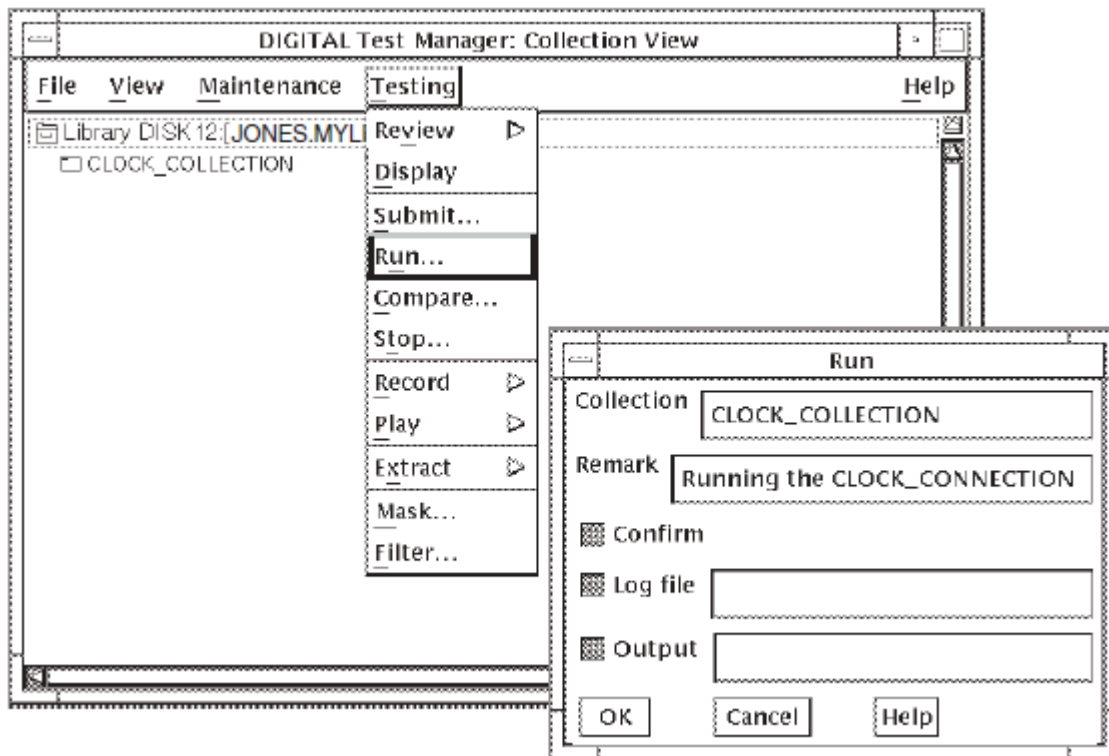 DIGITAL Test Manager: Collection View
File View Maintenance Testing Help
Library DISK12:[JONES.MYLI
CLOCK_COLLECTION
Review
Display
Submit...
Run...
Compare...
Stop...
Record
Play
Extract
Mask...
Filter...
Run
Collection CLOCK_COLLECTION
Remark Running the CLOCK_CONNECTION
Confirm
Log file
Output
OK Cancel Help